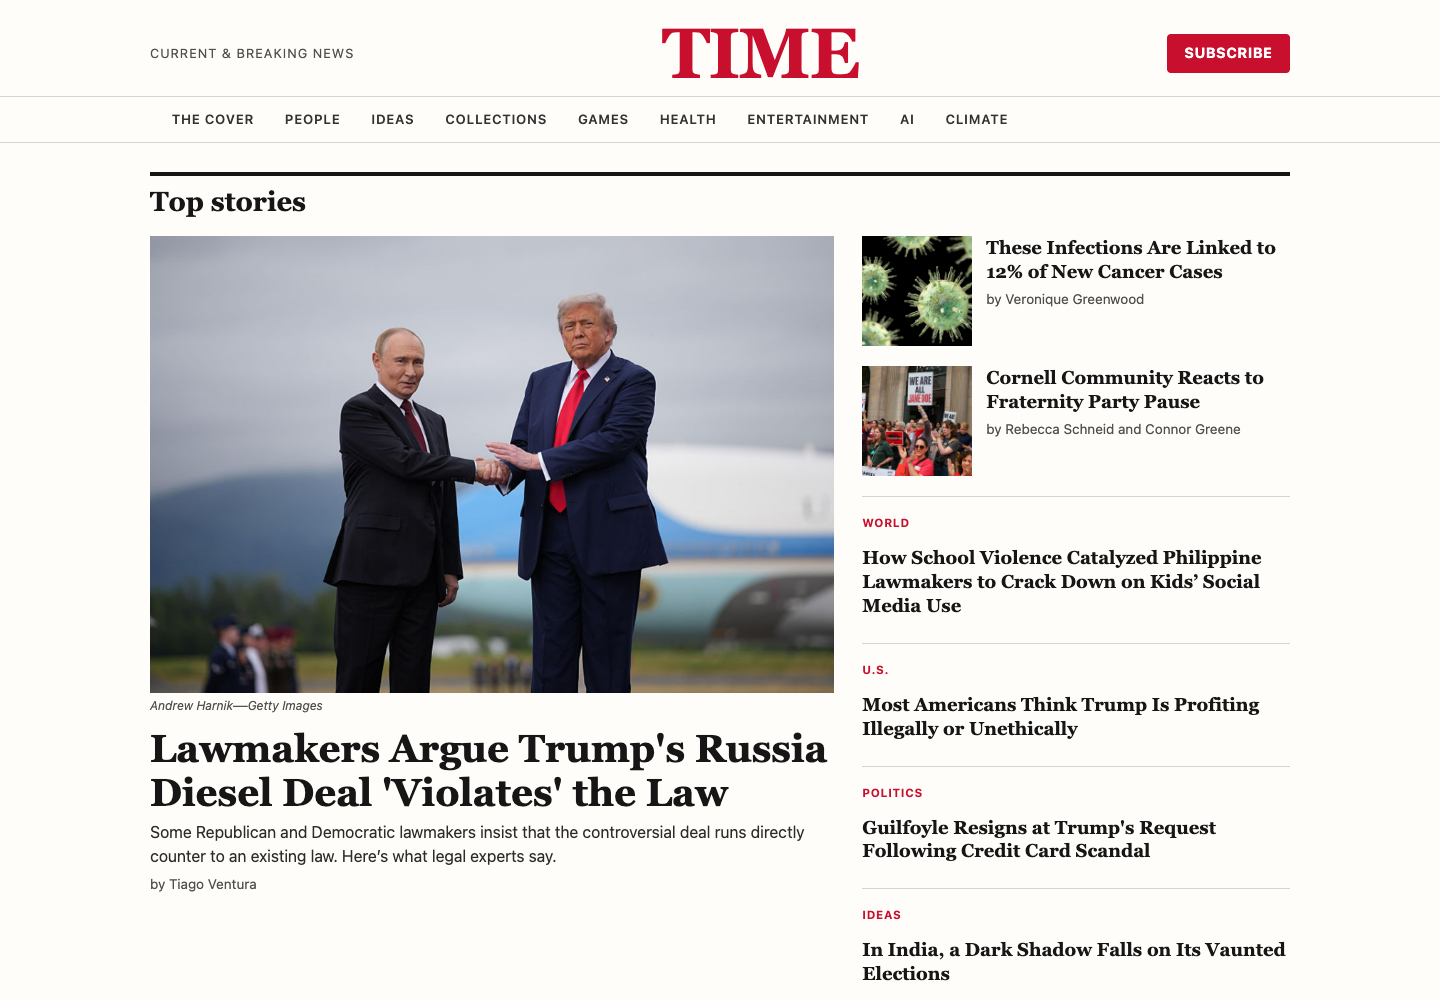 CURRENT & BREAKING NEWS
TIME
SUBSCRIBE
THE COVER PEOPLE IDEAS COLLECTIONS GAMES HEALTH ENTERTAINMENT AI CLIMATE
Top stories
Andrew Harnik—Getty Images
Lawmakers Argue Trump's Russia
Diesel Deal 'Violates' the Law
Some Republican and Democratic lawmakers insist that the controversial deal runs directly
counter to an existing law. Here’s what legal experts say.
by Tiago Ventura
These Infections Are Linked to
12% of New Cancer Cases
by Veronique Greenwood
WE ARE
ALL
JANE DOE
WE ARE
Cornell Community Reacts to
Fraternity Party Pause
by Rebecca Schneid and Connor Greene
WORLD
How School Violence Catalyzed Philippine
Lawmakers to Crack Down on Kids’ Social
Media Use
U.S.
Most Americans Think Trump Is Profiting
Illegally or Unethically
POLITICS
Guilfoyle Resigns at Trump's Request
Following Credit Card Scandal
IDEAS
In India, a Dark Shadow Falls on Its Vaunted
Elections